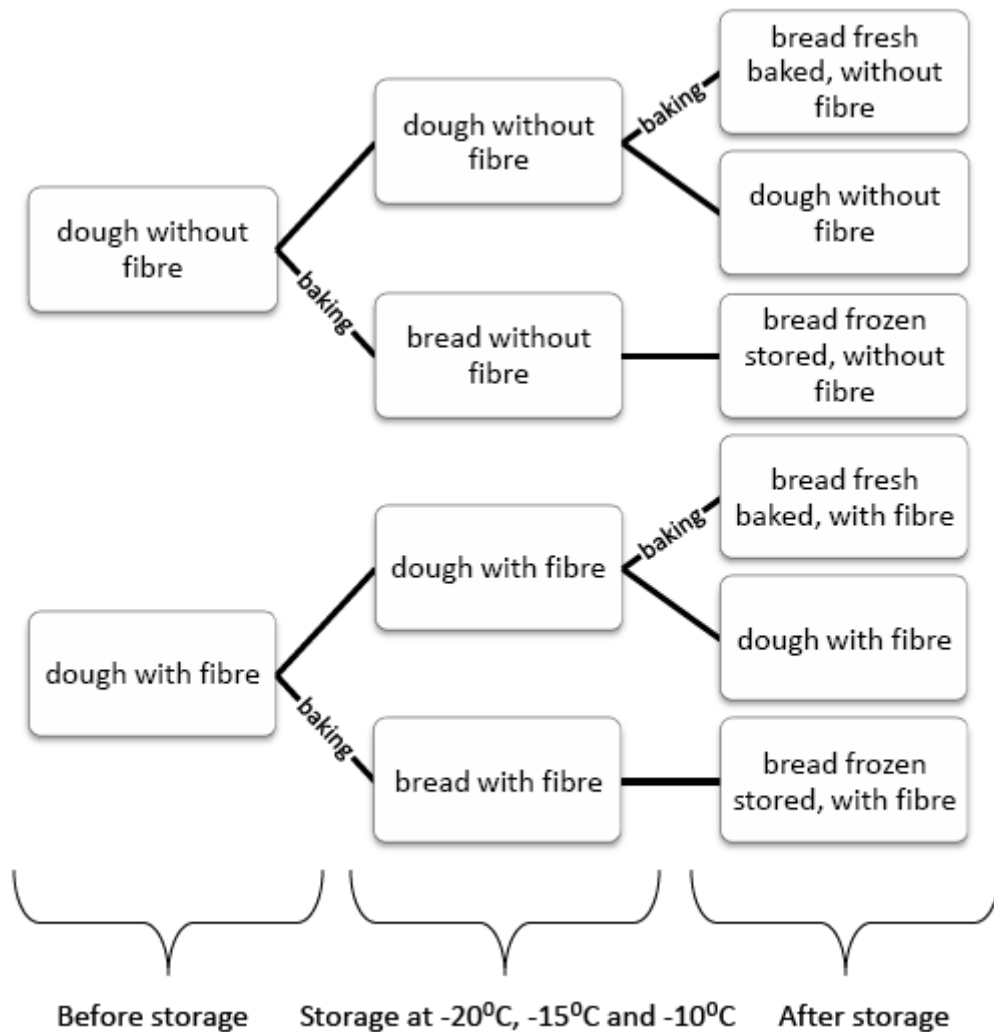 bread fresh
baked, without
fibre
baking
dough without
fibre
dough without
fibre
dough without
fibre
baking
bread without
fibre
bread frozen
stored, without
fibre
bread fresh
baked, with fibre
baking
dough with fibre
dough with fibre
dough with fibre
baking
bread with fibre
bread frozen
stored, with fibre
Before storage
Storage at -20⁰C, -15⁰C and -10⁰C
After storage